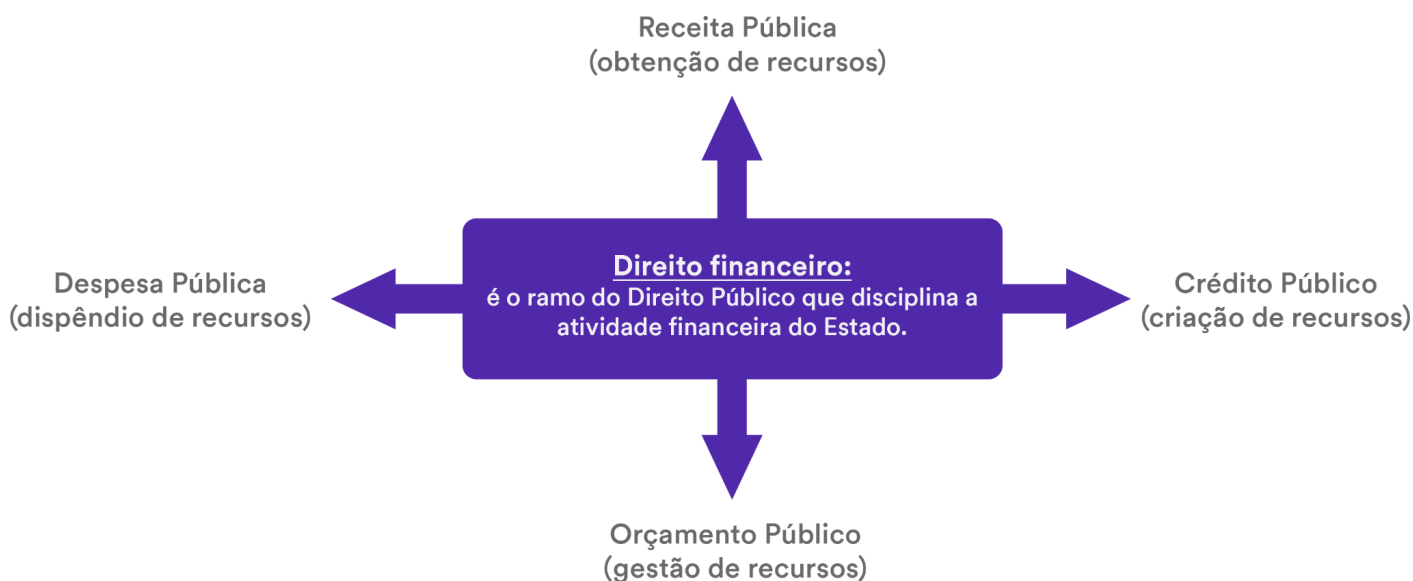 Receita Pública
(obtenção de recursos)
Direito financeiro:
é o ramo do Direito Público que disciplina a
atividade financeira do Estado.
Despesa Pública
(dispêndio de recursos)
Crédito Público
(criação de recursos)
Orçamento Público
(gestão de recursos)